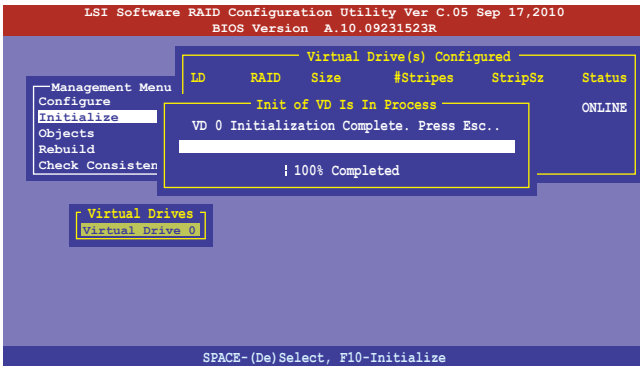 LSI Software RAID Configuration Utility Ver C.05 Sep 17,2010
BIOS Version A.10.09231523R
Virtual Drive(s) Configured
LD RAID Size #Stripes StripSz Status
ONLINE
Management Menu
Configure
Initialize
Objects
Rebuild
Check Consisten
Init of VD Is In Process
VD 0 Initialization Complete. Press Esc..
100% Completed
Virtual Drives
Virtual Drive 0
SPACE-(De)Select, F10-Initialize